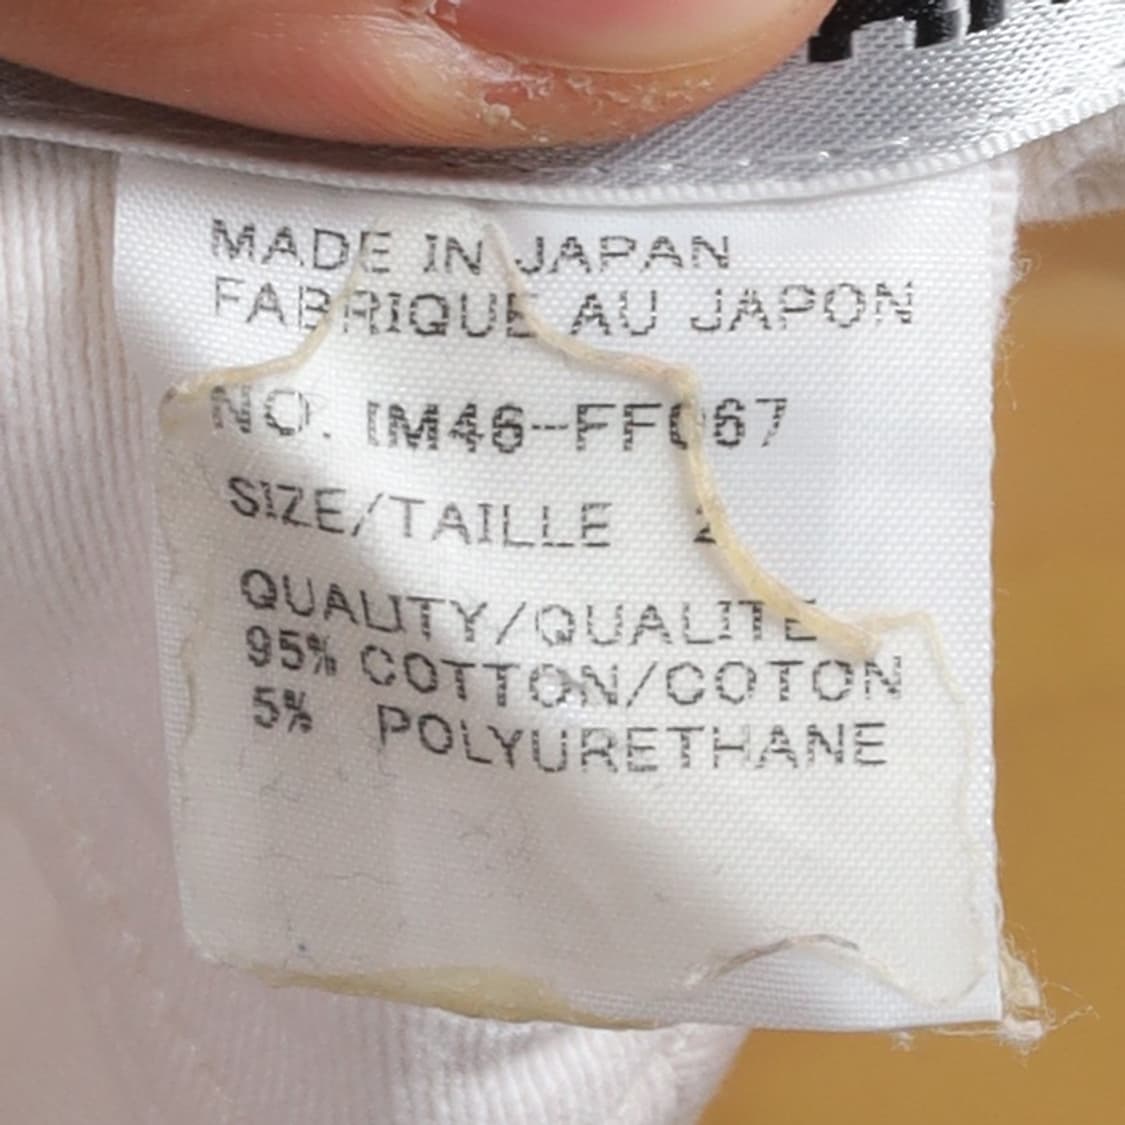 MADE IN JAPAN
FABRIQUE AU JAPON
NO. IM46-FF067
SIZE/TAILLE 2
QUALITY/QUALITE
95% COTTON/COTON
5% POLYURETHANE